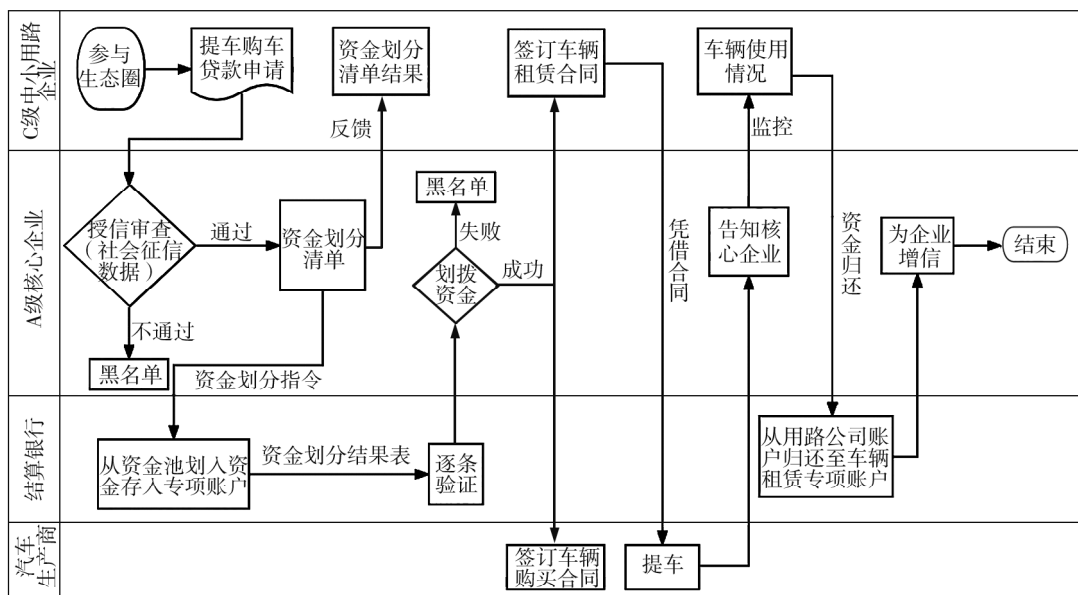 C级中小用路
企业
参与
生态圈
提车购车
贷款申请
资金划分
清单结果
签订车辆
租赁合同
车辆使用
情况
反馈
监控
A级核心企业
授信审查
(社会征信
数据)
通过
资金划分
清单
黑名单
失败
划拨
资金
成功
凭借合同
告知核
心企业
资金归还
为企业
增信
结束
不通过
黑名单
资金划分指令
结算银行
从资金池划入资
金存入专项账户
资金划分结果表
逐条
验证
从用路公司账
户归还至车辆
租赁专项账户
汽车
生产商
签订车辆
购买合同
提车